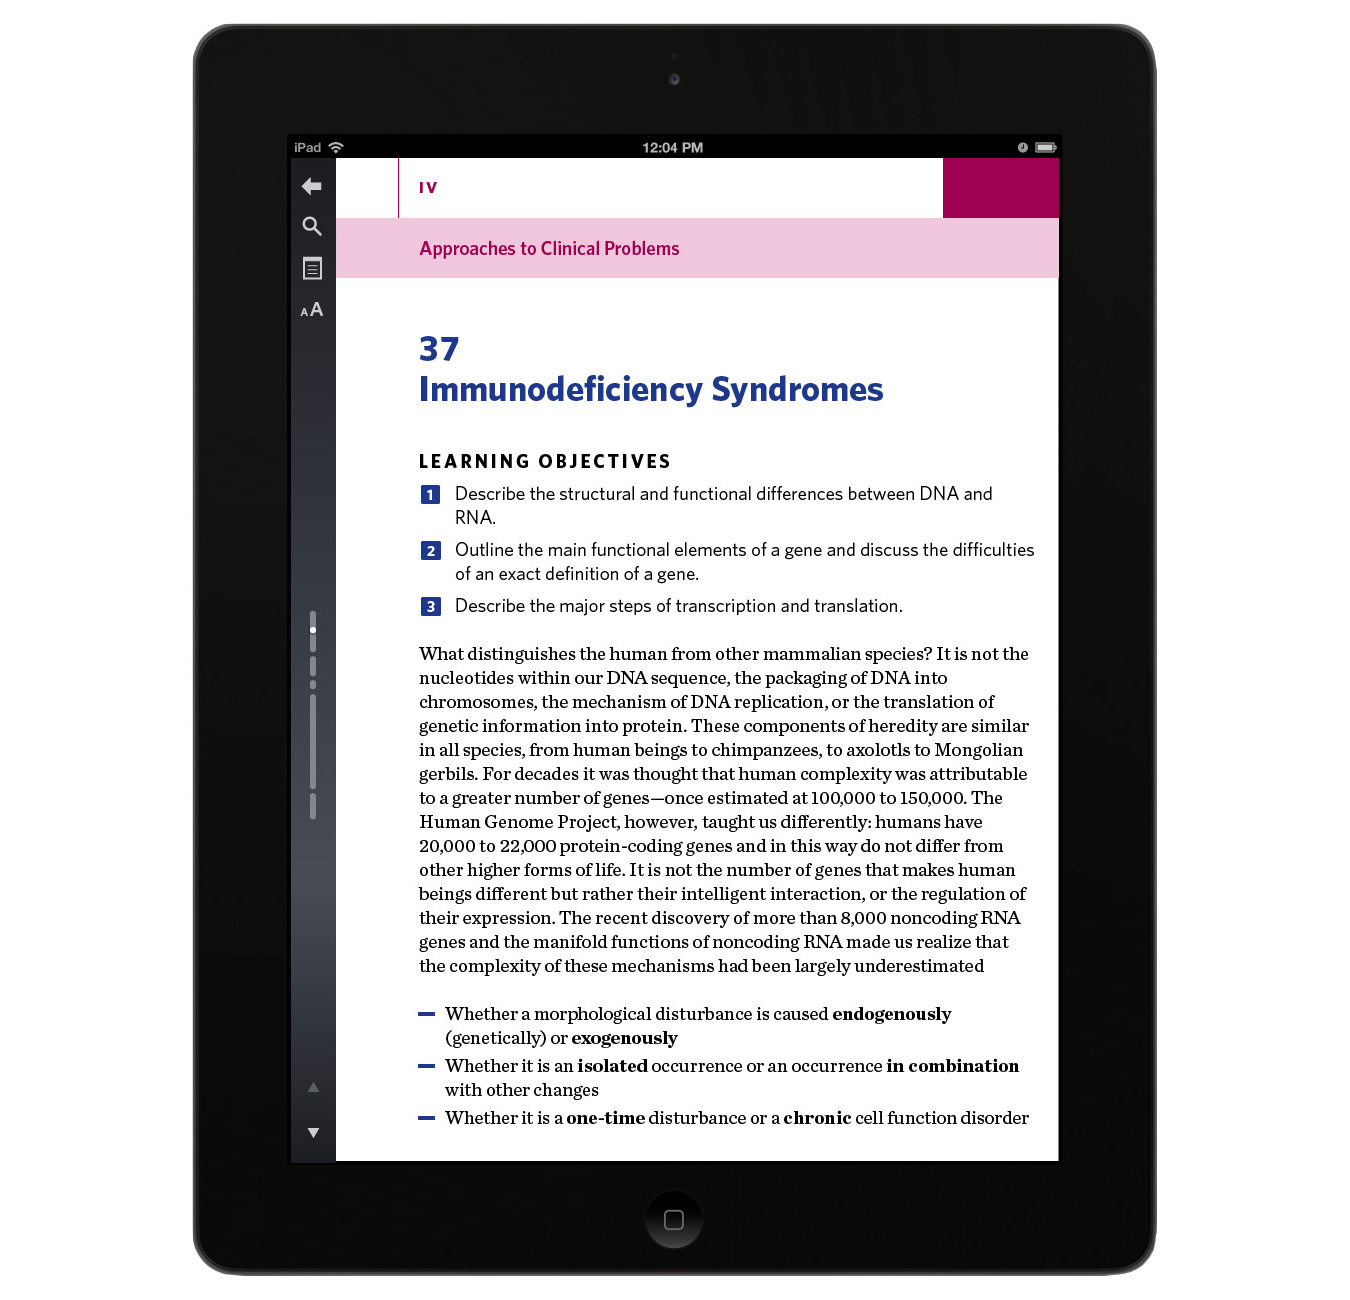 iPad 12:04 PM
IV
Approaches to Clinical Problems
AA
37
Immunodeficiency Syndromes
LEARNING OBJECTIVES
1 Describe the structural and functional differences between DNA and
RNA.
2 Outline the main functional elements of a gene and discuss the difficulties
of an exact definition of a gene.
3 Describe the major steps of transcription and translation.
What distinguishes the human from other mammalian species? It is not the
nucleotides within our DNA sequence, the packaging of DNA into
chromosomes, the mechanism of DNA replication, or the translation of
genetic information into protein. These components of heredity are similar
in all species, from human beings to chimpanzees, to axolotls to Mongolian
gerbils. For decades it was thought that human complexity was attributable
to a greater number of genes—once estimated at 100,000 to 150,000. The
Human Genome Project, however, taught us differently: humans have
20,000 to 22,000 protein-coding genes and in this way do not differ from
other higher forms of life. It is not the number of genes that makes human
beings different but rather their intelligent interaction, or the regulation of
their expression. The recent discovery of more than 8,000 noncoding RNA
genes and the manifold functions of noncoding RNA made us realize that
the complexity of these mechanisms had been largely underestimated
— Whether a morphological disturbance is caused endogenously
(genetically) or exogenously
— Whether it is an isolated occurrence or an occurrence in combination
with other changes
— Whether it is a one-time disturbance or a chronic cell function disorder